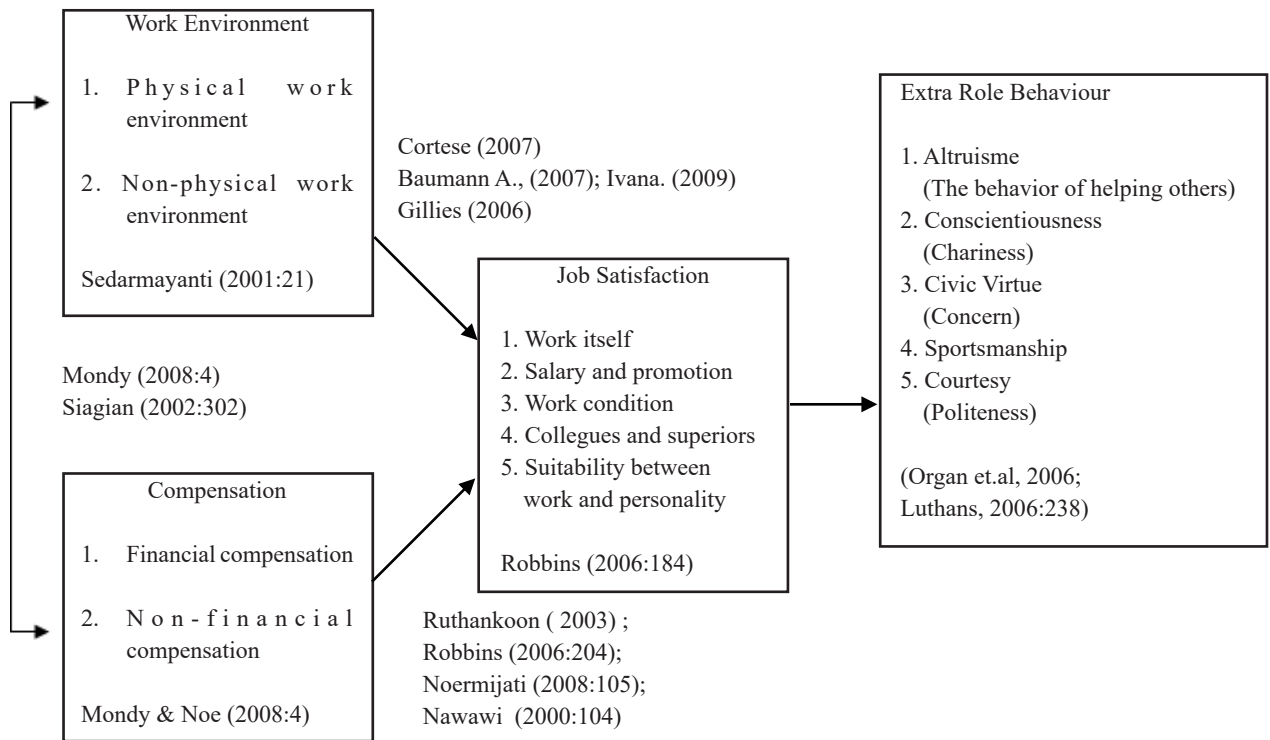 Work Environment
1. Physical work
environment
2. Non-physical work
environment
Sedarmayanti (2001:21)
Mondy (2008:4)
Siagian (2002:302)
Compensation
1. Financial compensation
2. Non-financial
compensation
Mondy & Noe (2008:4)
Cortese (2007)
Baumann A., (2007); Ivana. (2009)
Gillies (2006)
Job Satisfaction
1. Work itself
2. Salary and promotion
3. Work condition
4. Collegues and superiors
5. Suitability between
work and personality
Robbins (2006:184)
Ruthankoon ( 2003) ;
Robbins (2006:204);
Noermijati (2008:105);
Nawawi (2000:104)
Extra Role Behaviour
1. Altruisme
(The behavior of helping others)
2. Conscientiousness
(Chariness)
3. Civic Virtue
(Concern)
4. Sportsmanship
5. Courtesy
(Politeness)
(Organ et.al, 2006;
Luthans, 2006:238)